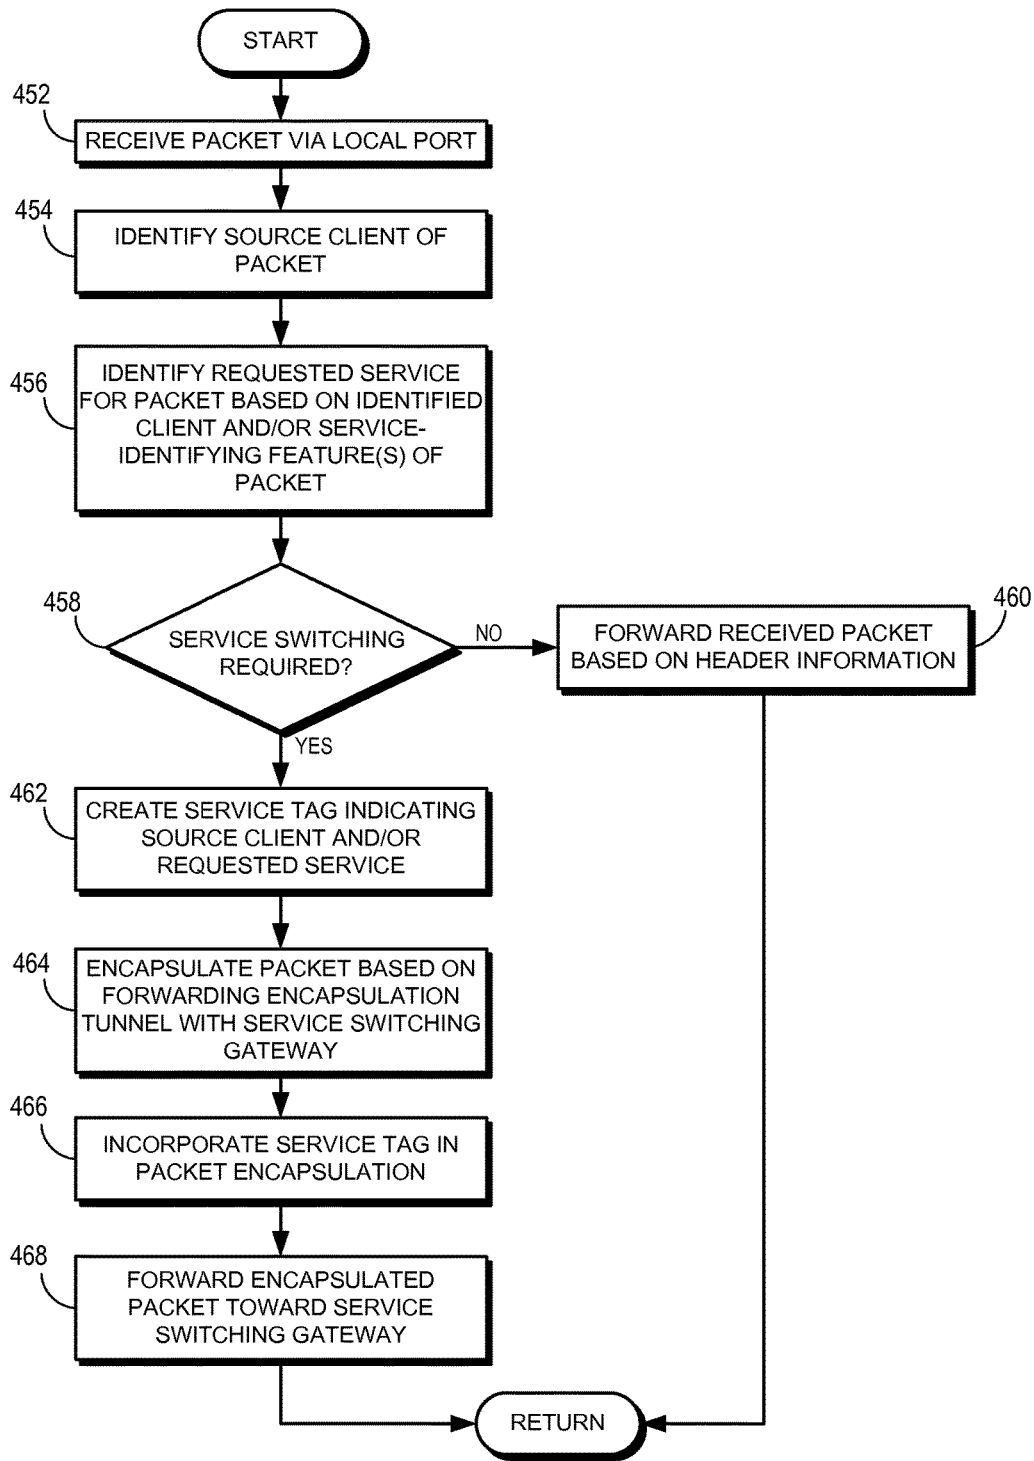 START
452
RECEIVE PACKET VIA LOCAL PORT
454
IDENTIFY SOURCE CLIENT OF
PACKET
456
IDENTIFY REQUESTED SERVICE
FOR PACKET BASED ON IDENTIFIED
CLIENT AND/OR SERVICE-
IDENTIFYING FEATURE(S) OF
PACKET
458
SERVICE SWITCHING
REQUIRED?
NO
460
FORWARD RECEIVED PACKET
BASED ON HEADER INFORMATION
YES
462
CREATE SERVICE TAG INDICATING
SOURCE CLIENT AND/OR
REQUESTED SERVICE
464
ENCAPSULATE PACKET BASED ON
FORWARDING ENCAPSULATION
TUNNEL WITH SERVICE SWITCHING
GATEWAY
466
INCORPORATE SERVICE TAG IN
PACKET ENCAPSULATION
468
FORWARD ENCAPSULATED
PACKET TOWARD SERVICE
SWITCHING GATEWAY
RETURN